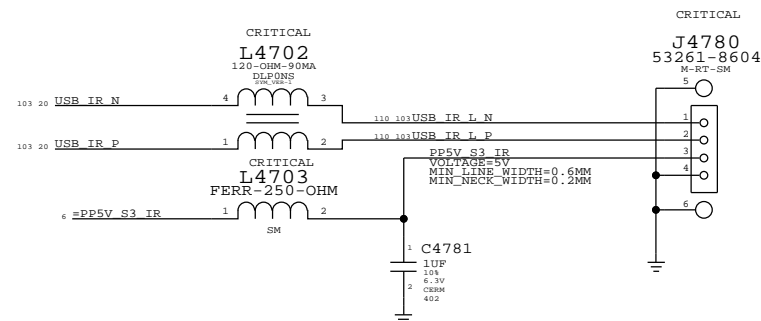 CRITICAL
J4780
53261-8604
M-RT-SM
5
CRITICAL
L4702
120-OHM-90MA
DLP0NS
SYM_VER-1
103 20 USB_IR_N 4 3
110 103 USB_IR_L_N 1
103 20 USB_IR_P 1 2
110 103 USB_IR_L_P 2
PP5V_S3_IR 3
VOLTAGE=5V
MIN_LINE_WIDTH=0.6MM 4
MIN_NECK_WIDTH=0.2MM
CRITICAL
L4703
FERR-250-OHM
6 =PP5V_S3_IR 1 2
SM
6
1 C4781
1UF
10%
6.3V
2 CERM
402